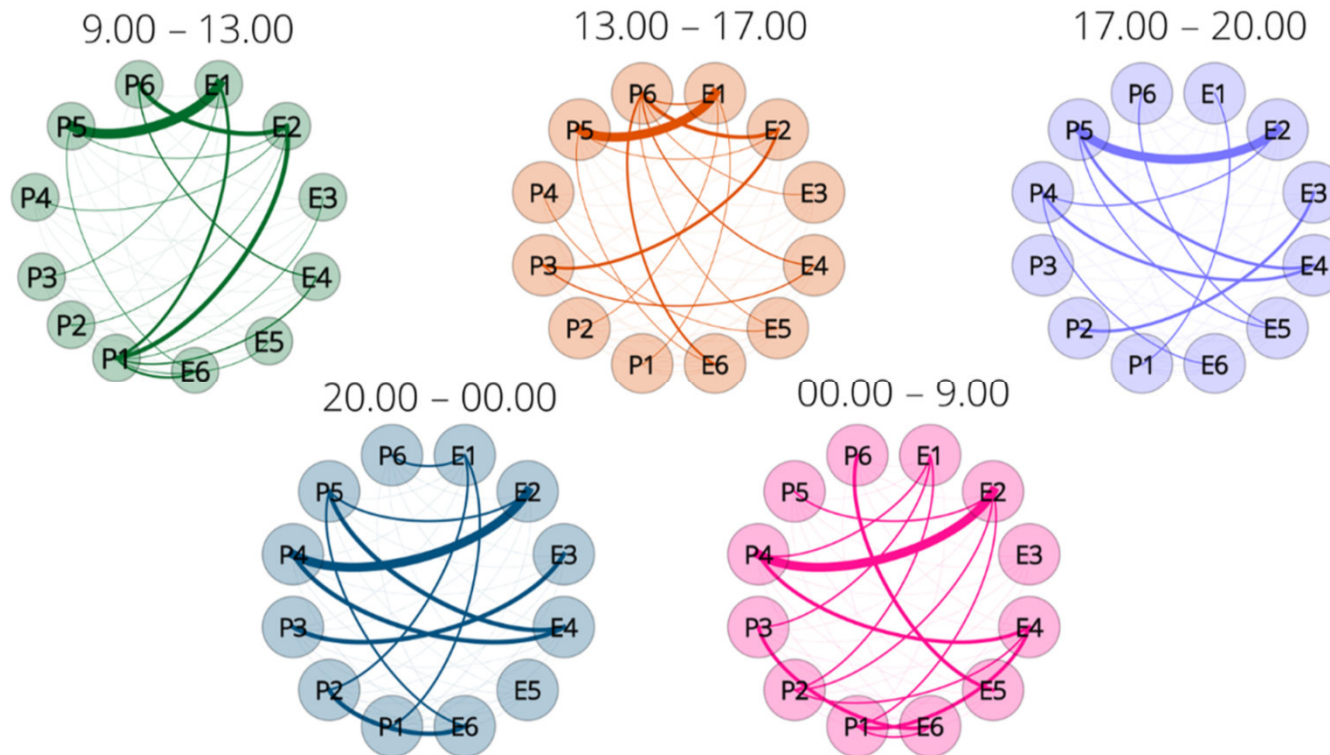 9.00 – 13.00
P6 E1
P5 E2
P4 E3
P3 E4
P2 E5
P1 E6
13.00 – 17.00
P6 E1
P5 E2
P4 E3
P3 E4
P2 E5
P1 E6
17.00 – 20.00
P6 E1
P5 E2
P4 E3
P3 E4
P2 E5
P1 E6
20.00 – 00.00
P6 E1
P5 E2
P4 E3
P3 E4
P2 E5
P1 E6
00.00 – 9.00
P6 E1
P5 E2
P4 E3
P3 E4
P2 E5
P1 E6